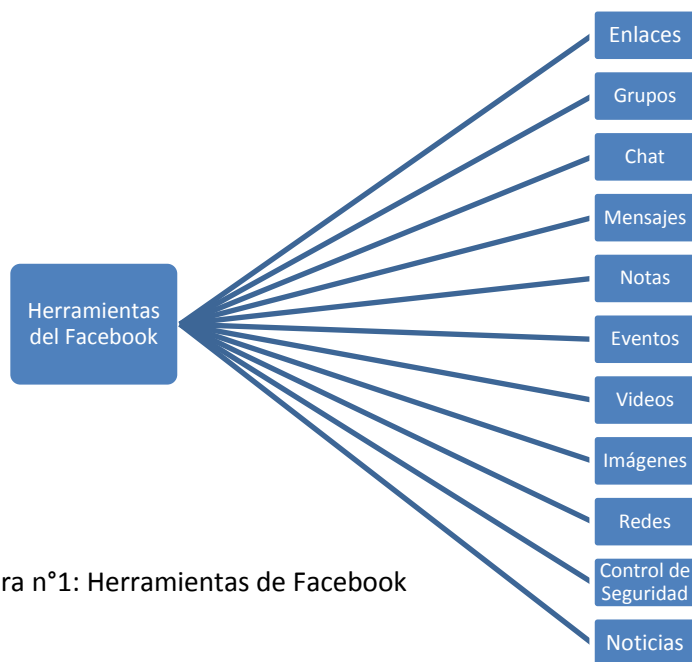 Enlaces
Grupos
Chat
Mensajes
Herramientas
del Facebook
Notas
Eventos
Videos
Imágenes
Redes
Control de
Seguridad
Noticias
ra n°1: Herramientas de Facebook